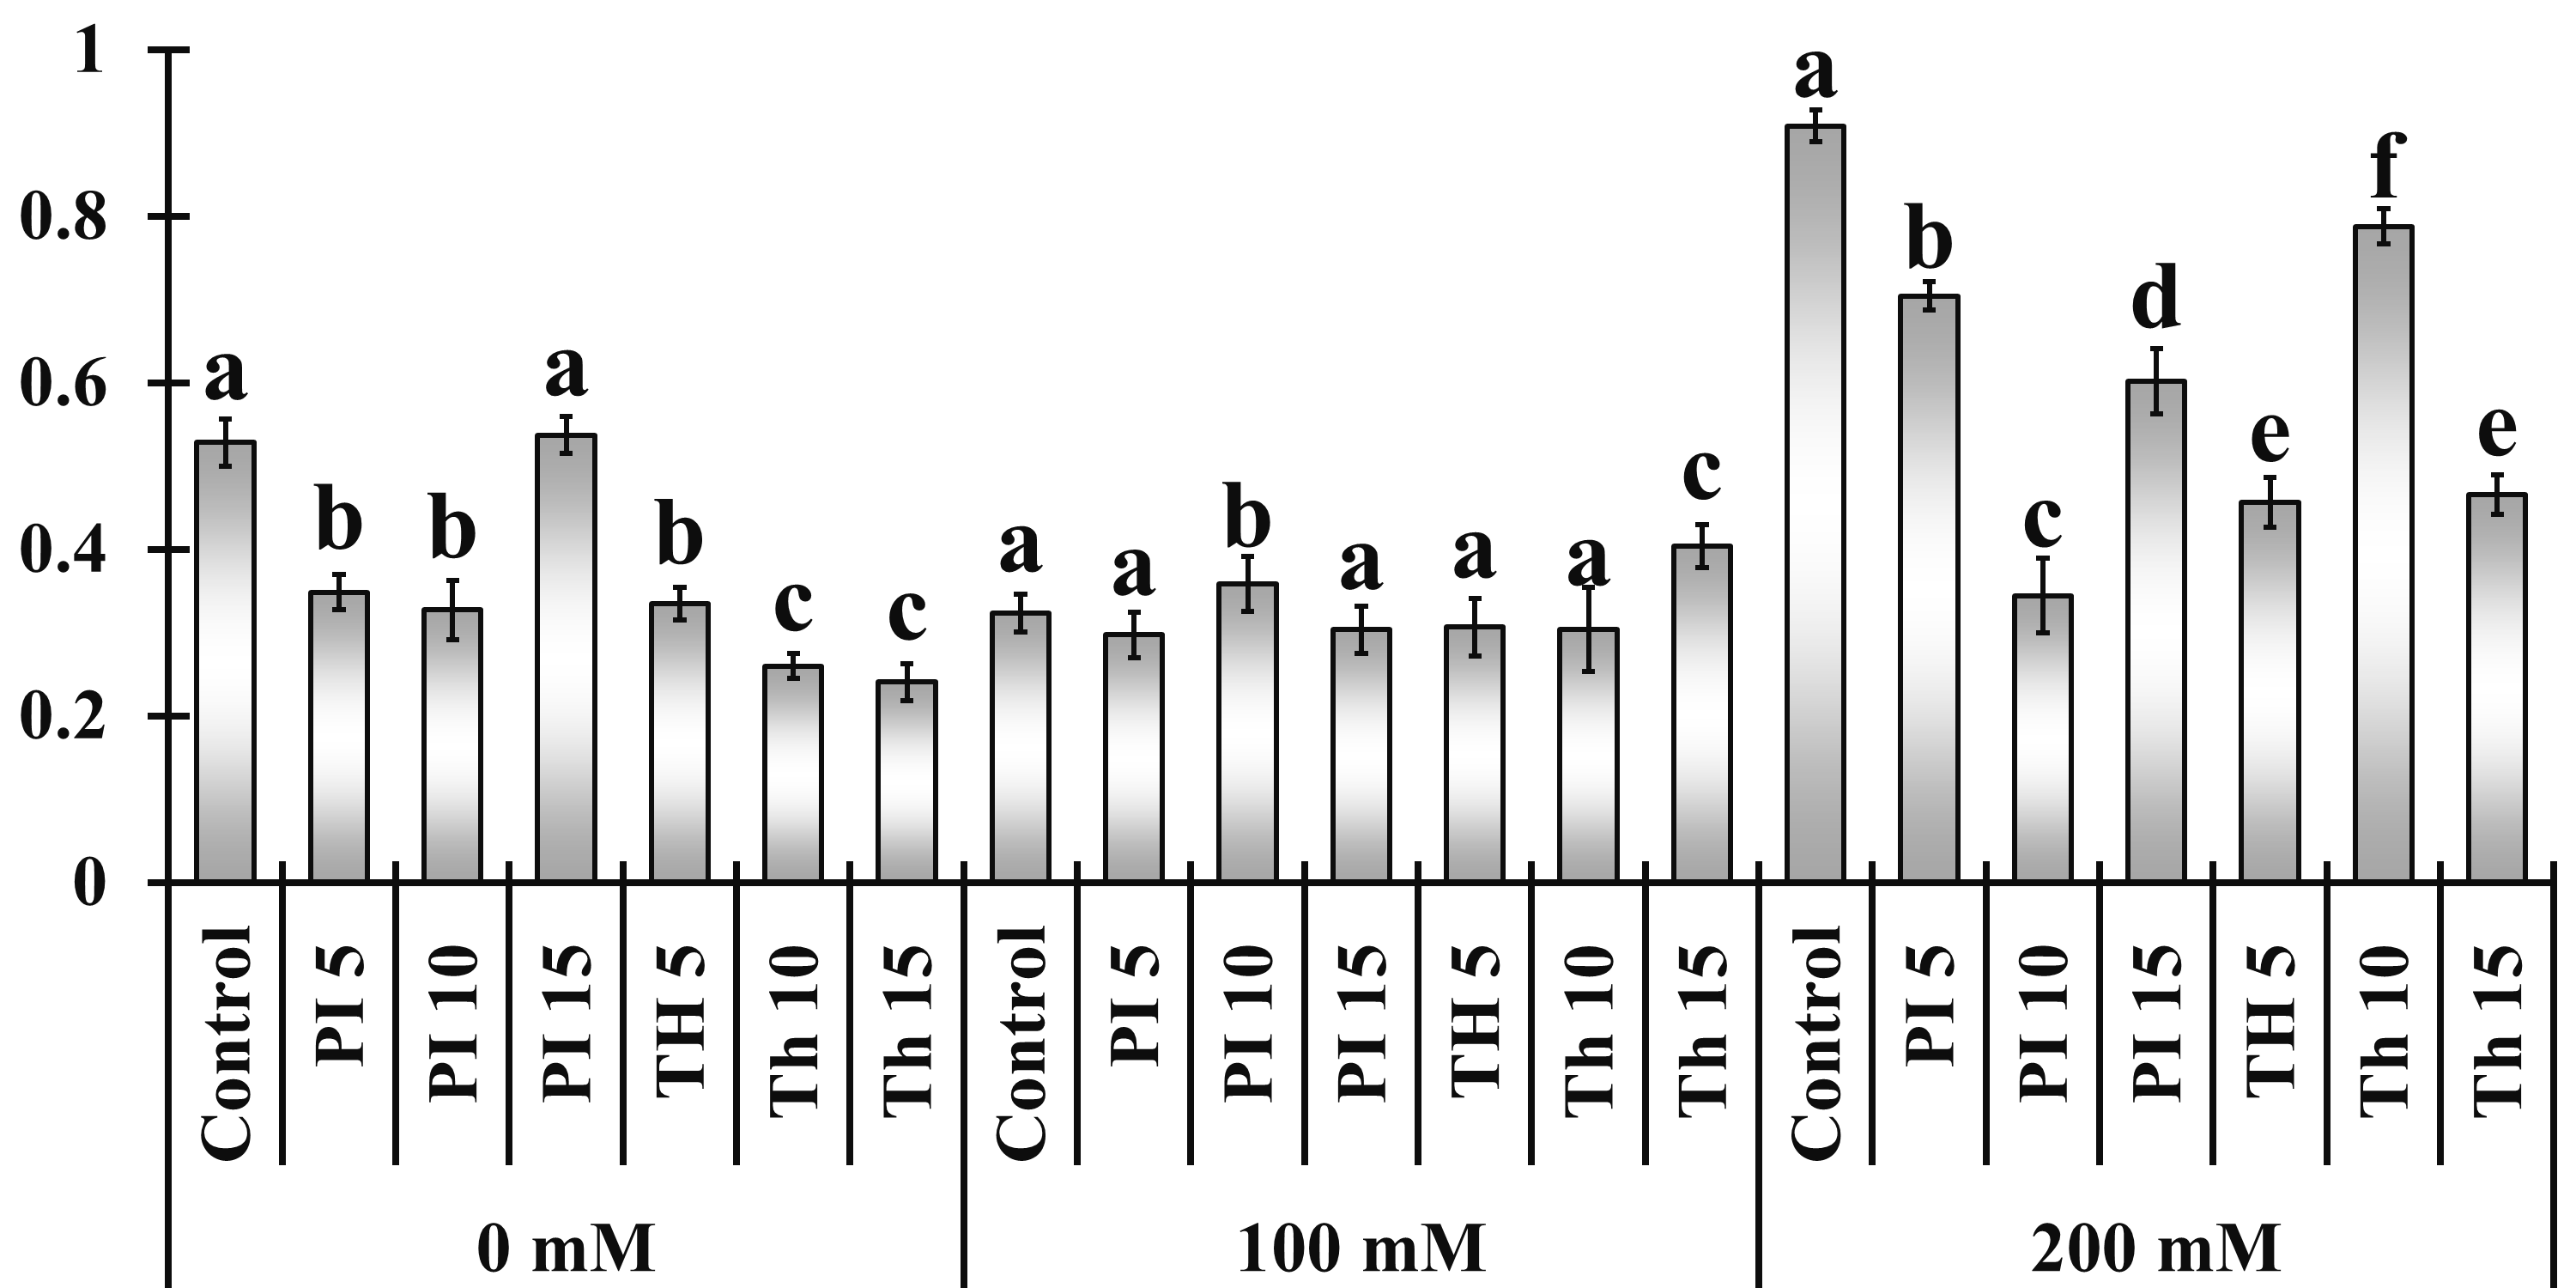 1
0.8
0.6
0.4
0.2
0
a
b
b
a
b
c
c
a
a
b
a
a
a
c
a
b
c
d
e
f
e
Control
PI 5
PI 10
PI 15
TH 5
Th 10
Th 15
Control
PI 5
PI 10
PI 15
TH 5
Th 10
Th 15
Control
PI 5
PI 10
PI 15
TH 5
Th 10
Th 15
0 mM
100 mM
200 mM